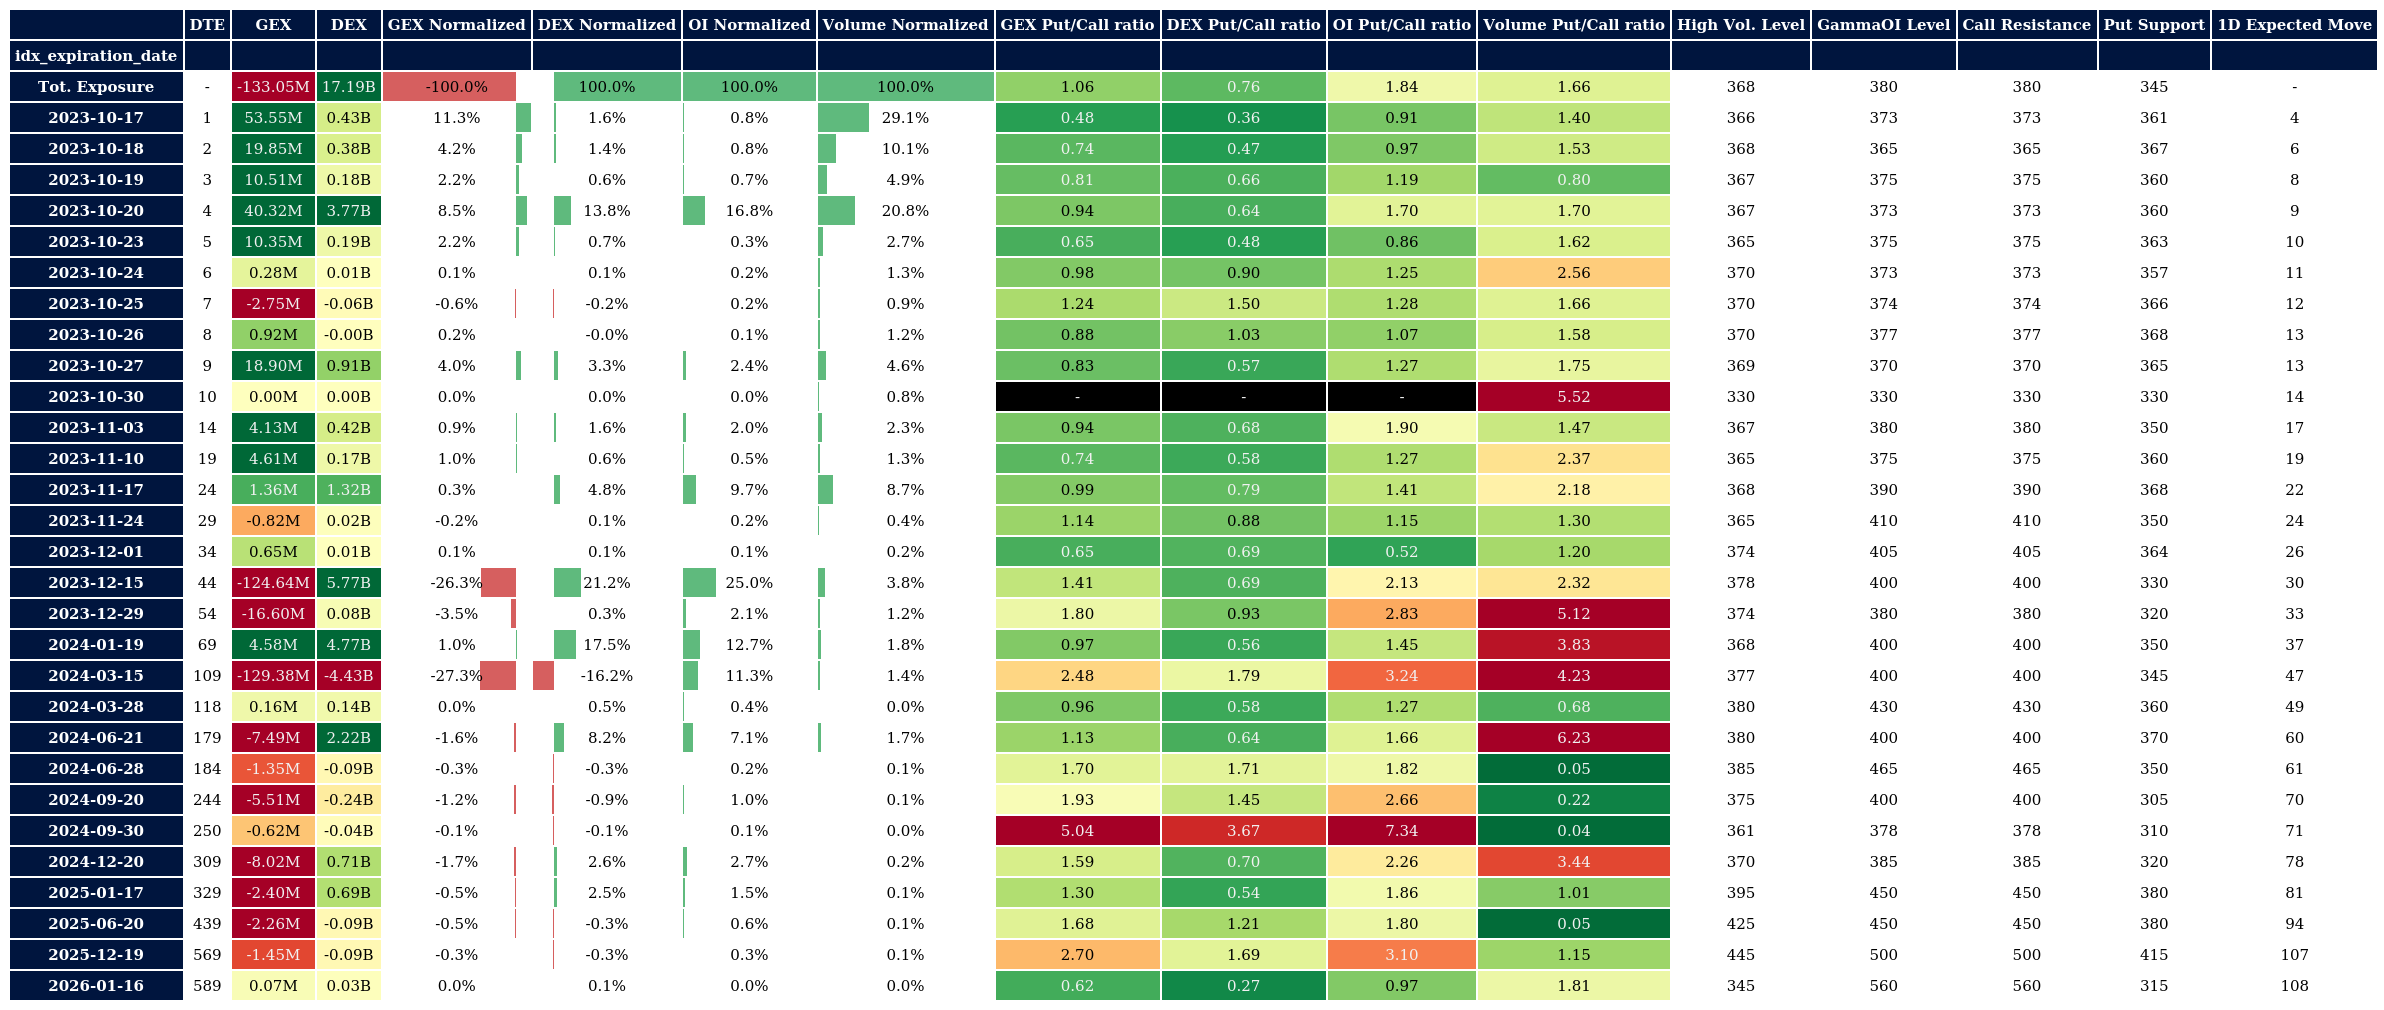 DTE GEX DEX GEX Normalized DEX Normalized OI Normalized Volume Normalized GEX Put/Call ratio DEX Put/Call ratio OI Put/Call ratio Volume Put/Call ratio High Vol. Level GammaOI Level Call Resistance Put Support 1D Expected Move
idx_expiration_date
Tot. Exposure - -133.05M 17.19B -100.0% 100.0% 100.0% 100.0% 1.06 0.76 1.84 1.66 368 380 380 345 -
2023-10-17 1 53.55M 0.43B 11.3% 1.6% 0.8% 29.1% 0.48 0.36 0.91 1.40 366 373 373 361 4
2023-10-18 2 19.85M 0.38B 4.2% 1.4% 0.8% 10.1% 0.74 0.47 0.97 1.53 368 365 365 367 6
2023-10-19 3 10.51M 0.18B 2.2% 0.6% 0.7% 4.9% 0.81 0.66 1.19 0.80 367 375 375 360 8
2023-10-20 4 40.32M 3.77B 8.5% 13.8% 16.8% 20.8% 0.94 0.64 1.70 1.70 367 373 373 360 9
2023-10-23 5 10.35M 0.19B 2.2% 0.7% 0.3% 2.7% 0.65 0.48 0.86 1.62 365 375 375 363 10
2023-10-24 6 0.28M 0.01B 0.1% 0.1% 0.2% 1.3% 0.98 0.90 1.25 2.56 370 373 373 357 11
2023-10-25 7 -2.75M -0.06B -0.6% -0.2% 0.2% 0.9% 1.24 1.50 1.28 1.66 370 374 374 366 12
2023-10-26 8 0.92M -0.00B 0.2% -0.0% 0.1% 1.2% 0.88 1.03 1.07 1.58 370 377 377 368 13
2023-10-27 9 18.90M 0.91B 4.0% 3.3% 2.4% 4.6% 0.83 0.57 1.27 1.75 369 370 370 365 13
2023-10-30 10 0.00M 0.00B 0.0% 0.0% 0.0% 0.8% - - - 5.52 330 330 330 330 14
2023-11-03 14 4.13M 0.42B 0.9% 1.6% 2.0% 2.3% 0.94 0.68 1.90 1.47 367 380 380 350 17
2023-11-10 19 4.61M 0.17B 1.0% 0.6% 0.5% 1.3% 0.74 0.58 1.27 2.37 365 375 375 360 19
2023-11-17 24 1.36M 1.32B 0.3% 4.8% 9.7% 8.7% 0.99 0.79 1.41 2.18 368 390 390 368 22
2023-11-24 29 -0.82M 0.02B -0.2% 0.1% 0.2% 0.4% 1.14 0.88 1.15 1.30 365 410 410 350 24
2023-12-01 34 0.65M 0.01B 0.1% 0.1% 0.1% 0.2% 0.65 0.69 0.52 1.20 374 405 405 364 26
2023-12-15 44 -124.64M 5.77B -26.3% 21.2% 25.0% 3.8% 1.41 0.69 2.13 2.32 378 400 400 330 30
2023-12-29 54 -16.60M 0.08B -3.5% 0.3% 2.1% 1.2% 1.80 0.93 2.83 5.12 374 380 380 320 33
2024-01-19 69 4.58M 4.77B 1.0% 17.5% 12.7% 1.8% 0.97 0.56 1.45 3.83 368 400 400 350 37
2024-03-15 109 -129.38M -4.43B -27.3% -16.2% 11.3% 1.4% 2.48 1.79 3.24 4.23 377 400 400 345 47
2024-03-28 118 0.16M 0.14B 0.0% 0.5% 0.4% 0.0% 0.96 0.58 1.27 0.68 380 430 430 360 49
2024-06-21 179 -7.49M 2.22B -1.6% 8.2% 7.1% 1.7% 1.13 0.64 1.66 6.23 380 400 400 370 60
2024-06-28 184 -1.35M -0.09B -0.3% -0.3% 0.2% 0.1% 1.70 1.71 1.82 0.05 385 465 465 350 61
2024-09-20 244 -5.51M -0.24B -1.2% -0.9% 1.0% 0.1% 1.93 1.45 2.66 0.22 375 400 400 305 70
2024-09-30 250 -0.62M -0.04B -0.1% -0.1% 0.1% 0.0% 5.04 3.67 7.34 0.04 361 378 378 310 71
2024-12-20 309 -8.02M 0.71B -1.7% 2.6% 2.7% 0.2% 1.59 0.70 2.26 3.44 370 385 385 320 78
2025-01-17 329 -2.40M 0.69B -0.5% 2.5% 1.5% 0.1% 1.30 0.54 1.86 1.01 395 450 450 380 81
2025-06-20 439 -2.26M -0.09B -0.5% -0.3% 0.6% 0.1% 1.68 1.21 1.80 0.05 425 450 450 380 94
2025-12-19 569 -1.45M -0.09B -0.3% -0.3% 0.3% 0.1% 2.70 1.69 3.10 1.15 445 500 500 415 107
2026-01-16 589 0.07M 0.03B 0.0% 0.1% 0.0% 0.0% 0.62 0.27 0.97 1.81 345 560 560 315 108